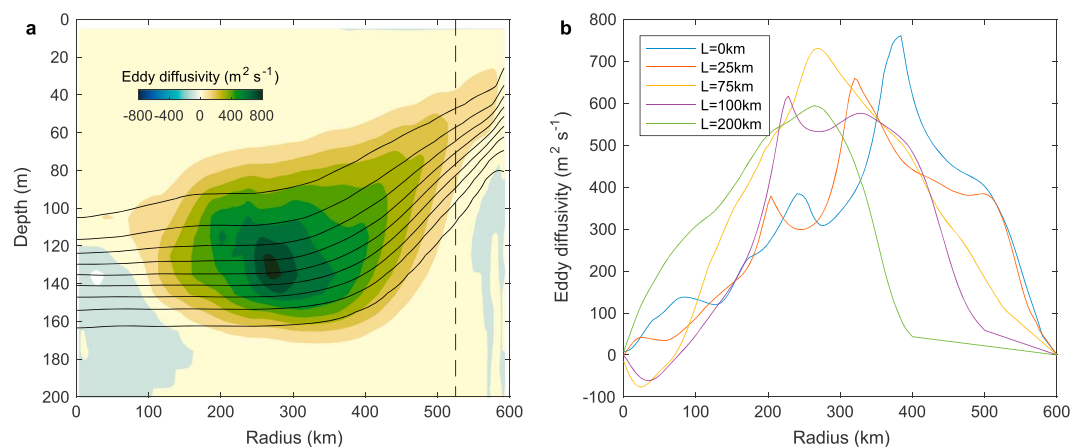 a
Eddy diffusivity (m² s⁻¹)
-800 -400 0 400 800
0
20
40
60
80
100
120
140
160
180
200
Depth (m)
0 100 200 300 400 500 600
Radius (km)
b
L=0km
L=25km
L=75km
L=100km
L=200km
800
700
600
500
400
300
200
100
0
-100
Eddy diffusivity (m² s⁻¹)
0 100 200 300 400 500 600
Radius (km)